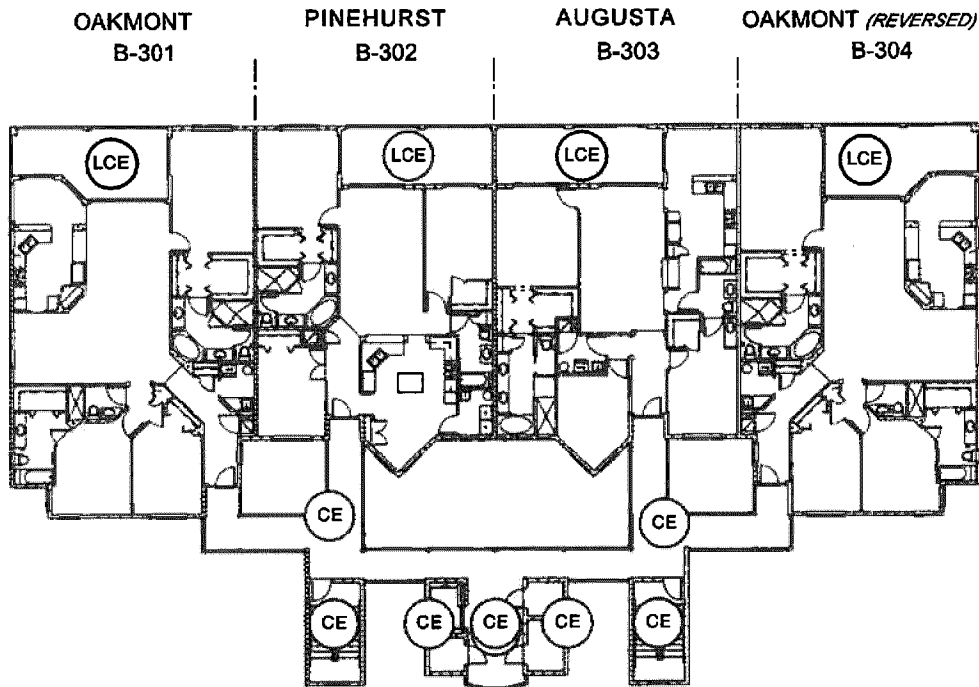 OAKMONT PINEHURST AUGUSTA OAKMONT (REVERSED)
B-301 B-302 B-303 B-304
LCE LCE LCE LCE
CE CE
CE CE CE CE CE